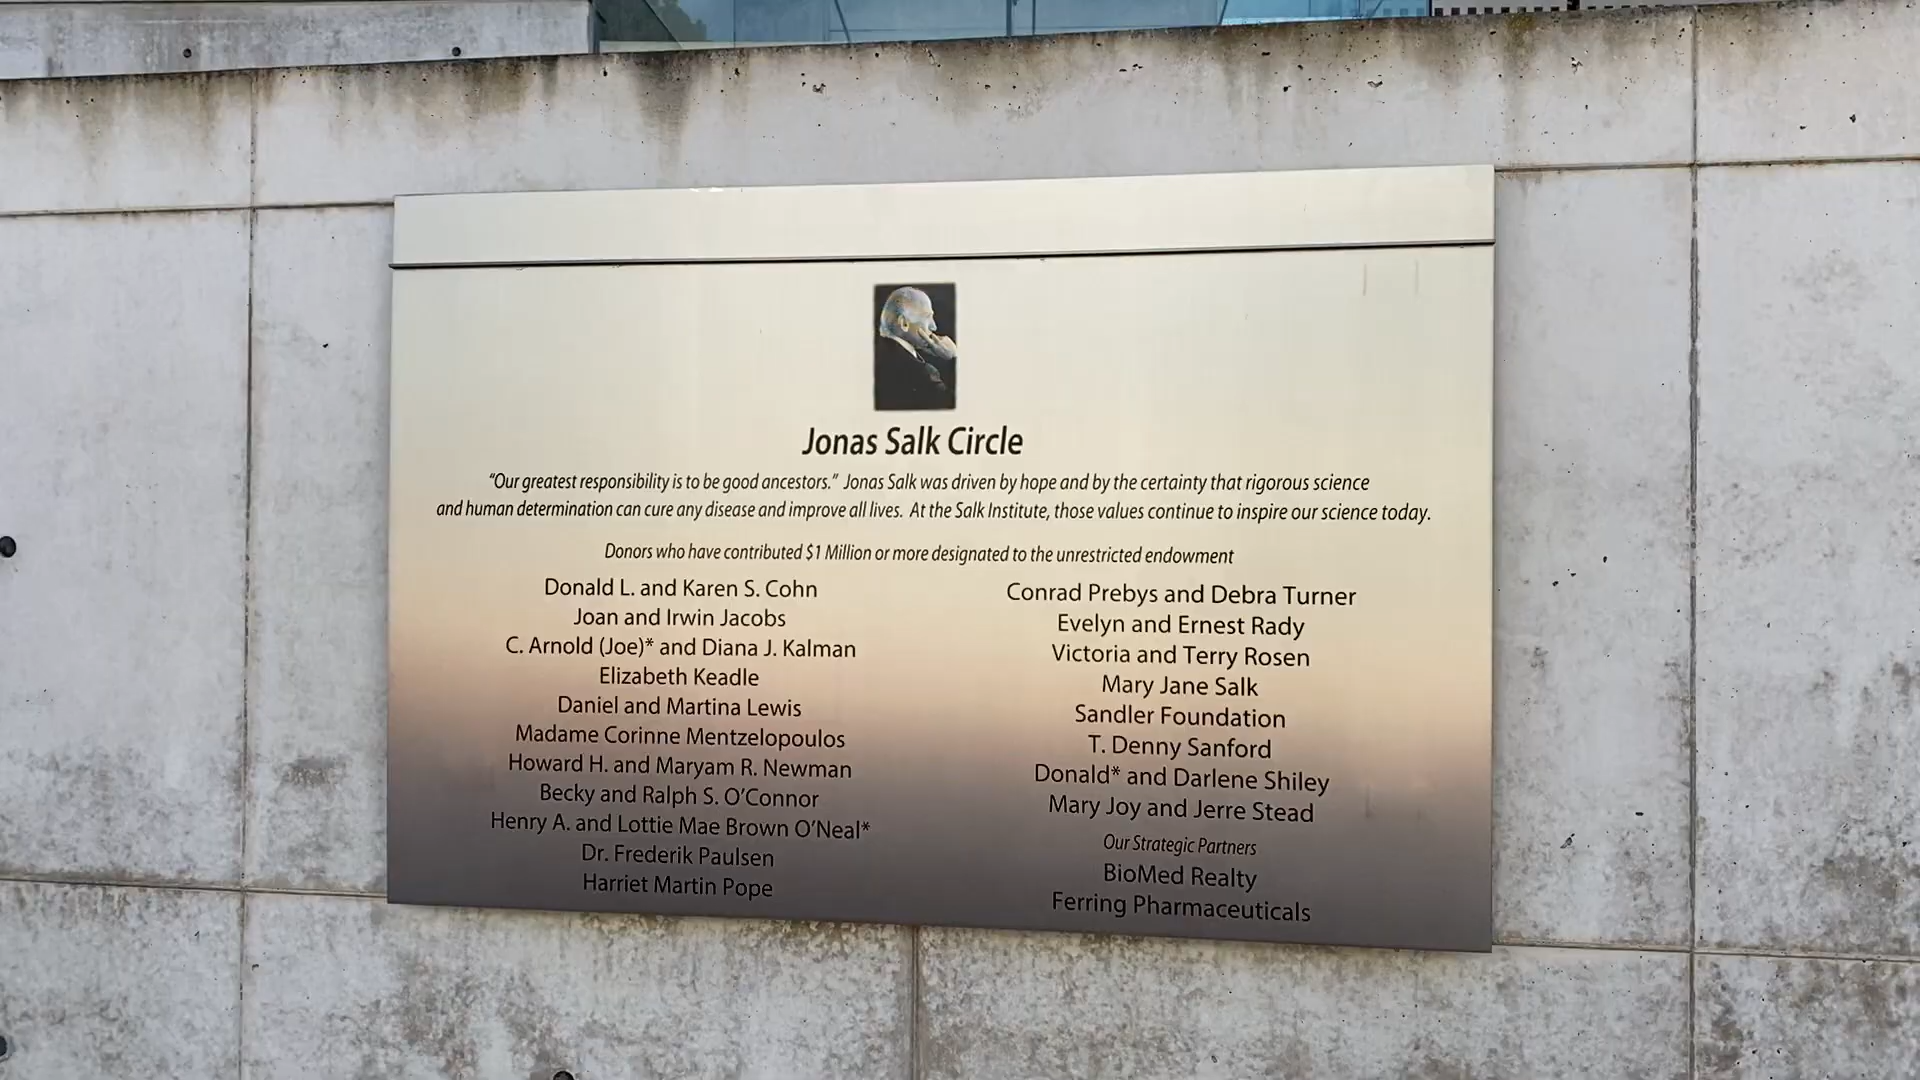 Jonas Salk Circle
“Our greatest responsibility is to be good ancestors.” Jonas Salk was driven by hope and by the certainty that rigorous science
and human determination can cure any disease and improve all lives. At the Salk Institute, those values continue to inspire our science today.
Donors who have contributed $1 Million or more designated to the unrestricted endowment
Donald L. and Karen S. Cohn
Joan and Irwin Jacobs
C. Arnold (Joe)* and Diana J. Kalman
Elizabeth Keadle
Daniel and Martina Lewis
Madame Corinne Mentzelopoulos
Howard H. and Maryam R. Newman
Becky and Ralph S. O’Connor
Henry A. and Lottie Mae Brown O’Neal*
Dr. Frederik Paulsen
Harriet Martin Pope
Conrad Prebys and Debra Turner
Evelyn and Ernest Rady
Victoria and Terry Rosen
Mary Jane Salk
Sandler Foundation
T. Denny Sanford
Donald* and Darlene Shiley
Mary Joy and Jerre Stead
Our Strategic Partners
BioMed Realty
Ferring Pharmaceuticals